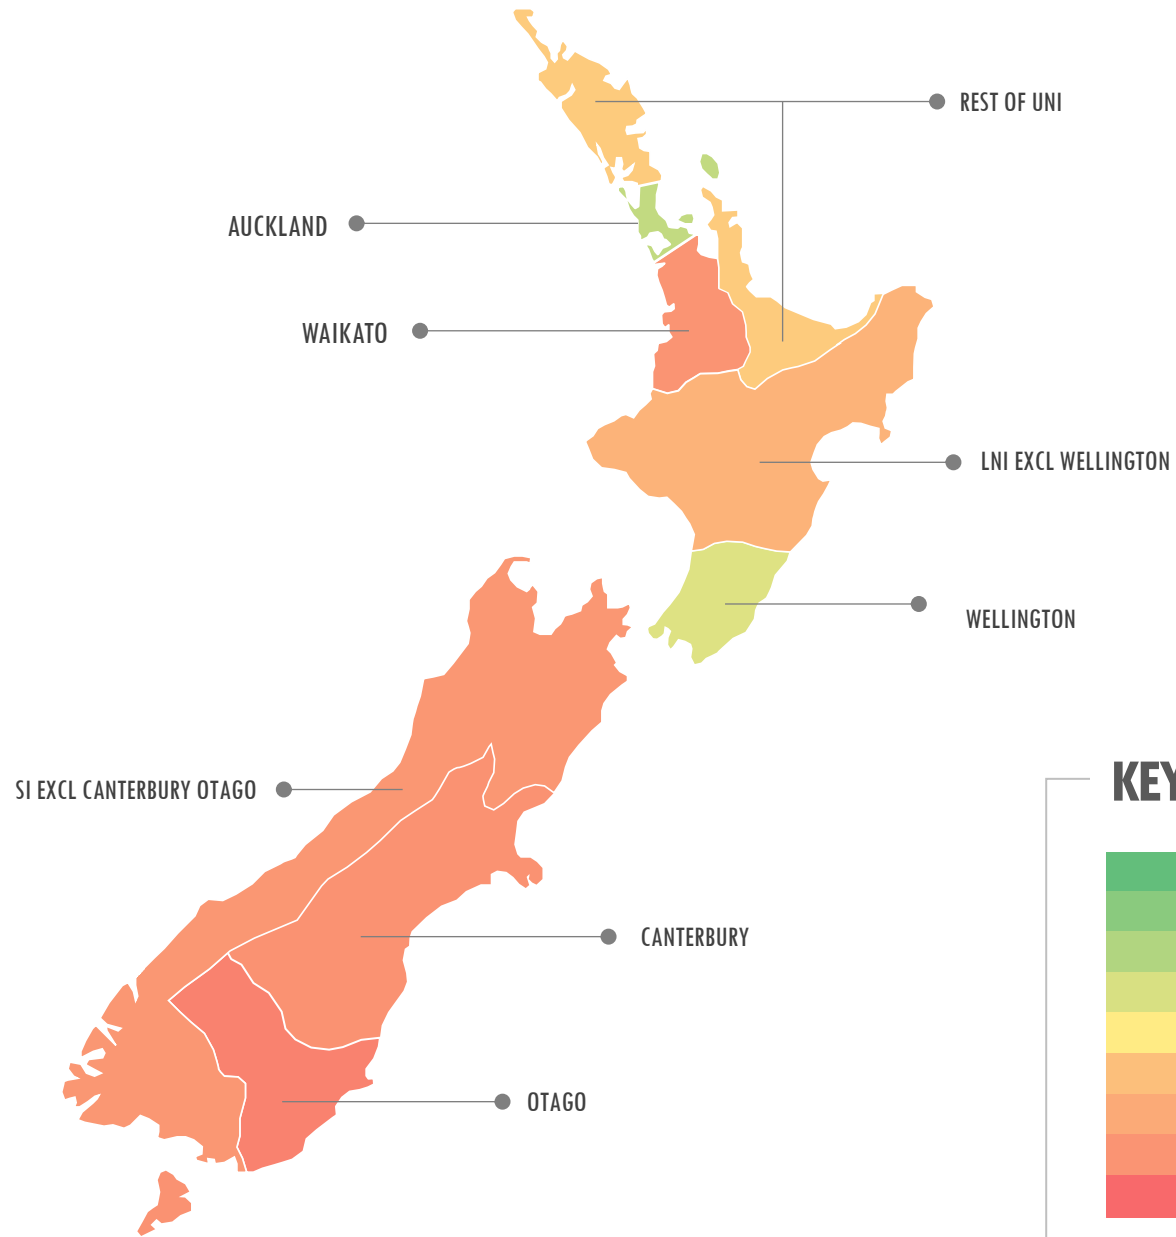 REST OF UNI
AUCKLAND
WAIKATO
LNI EXCL WELLINGTON
WELLINGTON
KEY
SI EXCL CANTERBURY OTAGO
CANTERBURY
OTAGO